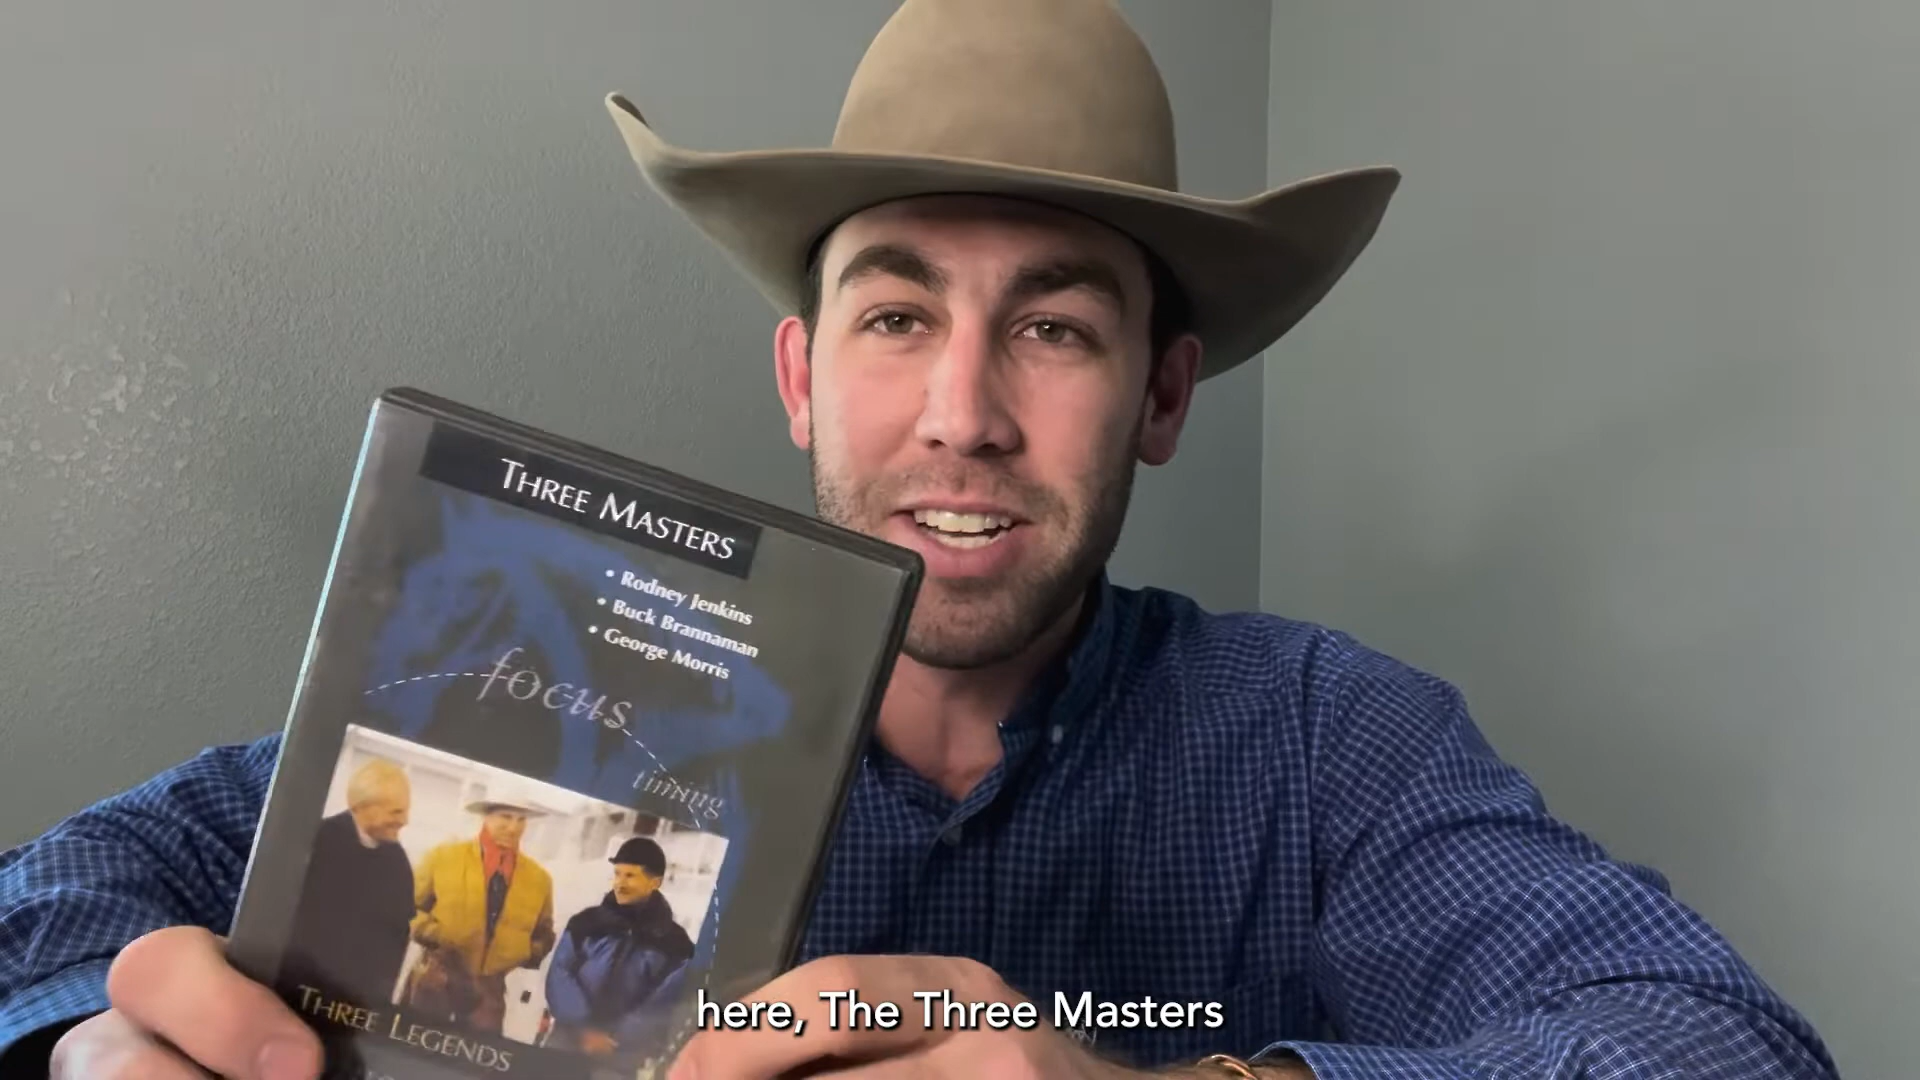 THREE MASTERS
• Rodney Jenkins
• Buck Brannaman
• George Morris
focus
timing
THREE LEGENDS
here, The Three Masters